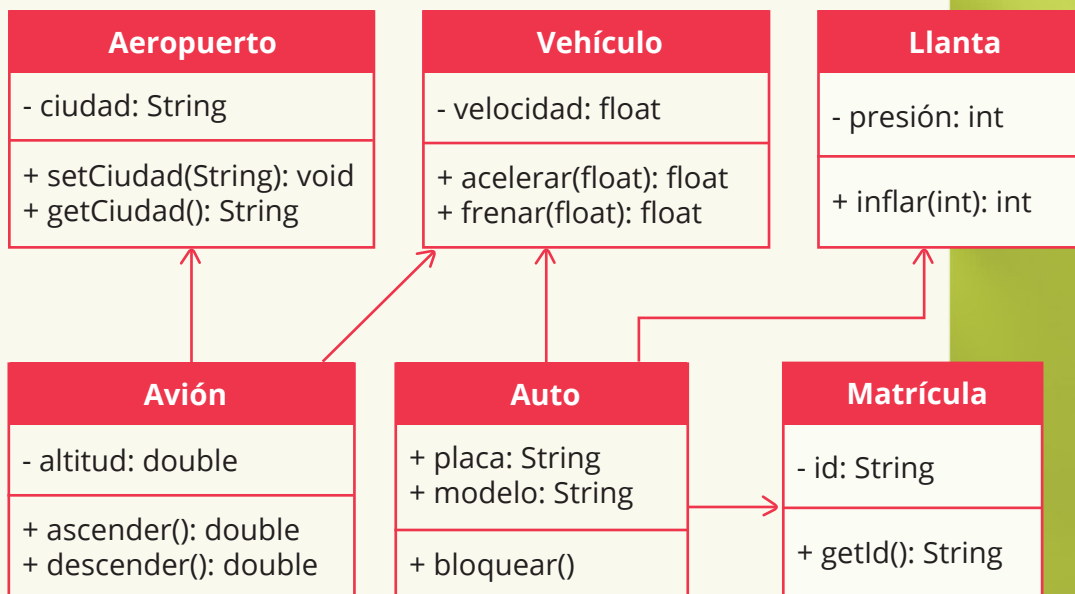 Aeropuerto
- ciudad: String
+ setCiudad(String): void
+ getCiudad(): String
Vehículo
- velocidad: float
+ acelerar(float): float
+ frenar(float): float
Llanta
- presión: int
+ inflar(int): int
Avión
- altitud: double
+ ascender(): double
+ descender(): double
Auto
+ placa: String
+ modelo: String
+ bloquear()
Matrícula
- id: String
+ getId(): String